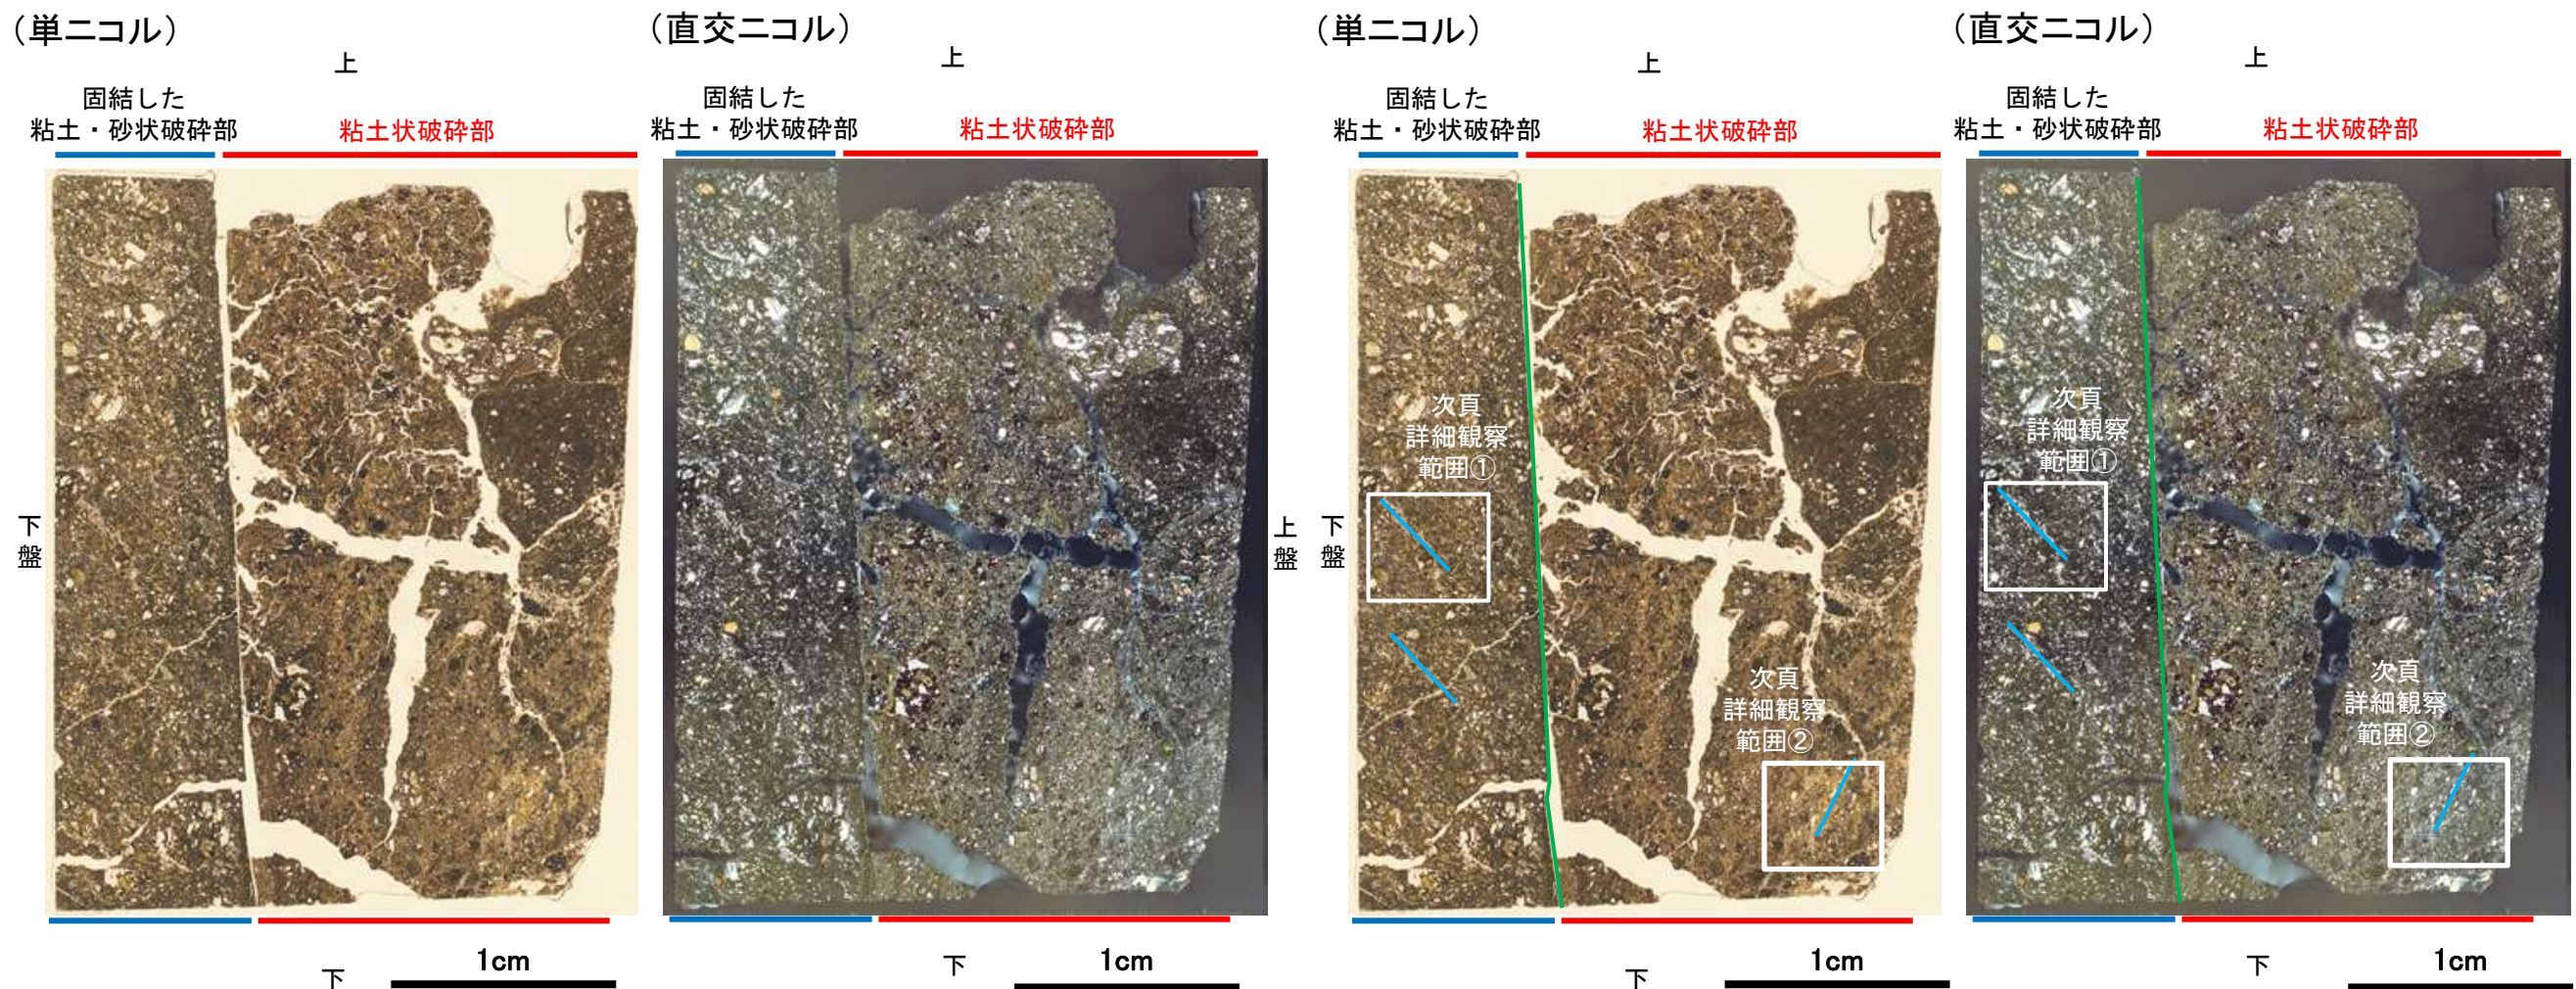 （単ニコル）
上
固結した
粘土・砂状破砕部
粘土状破砕部
下
盤
下
1cm
（直交ニコル）
上
固結した
粘土・砂状破砕部
粘土状破砕部
上
盤
下
1cm
（単ニコル）
上
固結した
粘土・砂状破砕部
粘土状破砕部
下
盤
次頁
詳細観察
範囲①
次頁
詳細観察
範囲②
下
1cm
（直交ニコル）
上
固結した
粘土・砂状破砕部
粘土状破砕部
次頁
詳細観察
範囲①
次頁
詳細観察
範囲②
下
1cm